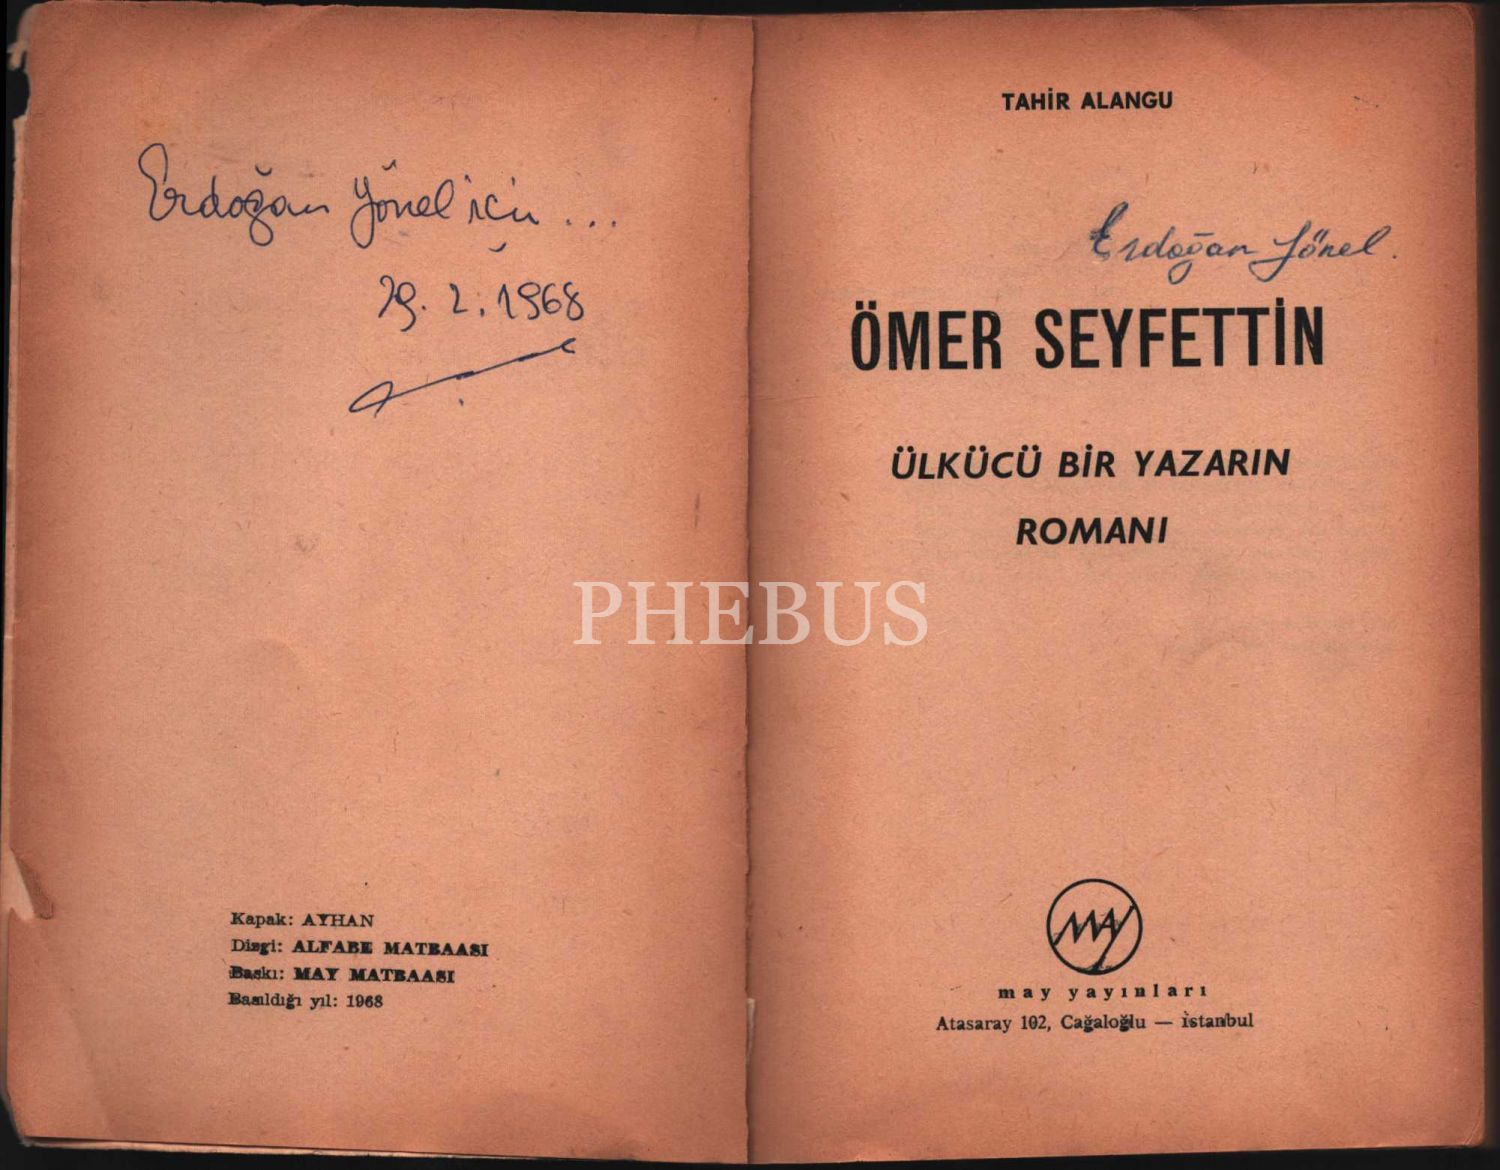 Erdoğan Yönel için...
29.2.1968
Kapak: AYHAN
Dizgi: ALFABE MATBAASI
Baskı: MAY MATBAASI
Basıldığı yıl: 1968
TAHİR ALANGU
Erdoğan Yönel.
ÖMER SEYFETTİN
ÜLKÜCÜ BİR YAZARIN
ROMANI
PHEBUS
MAY
may yayınları
Atasaray 102, Cağaloğlu — İstanbul